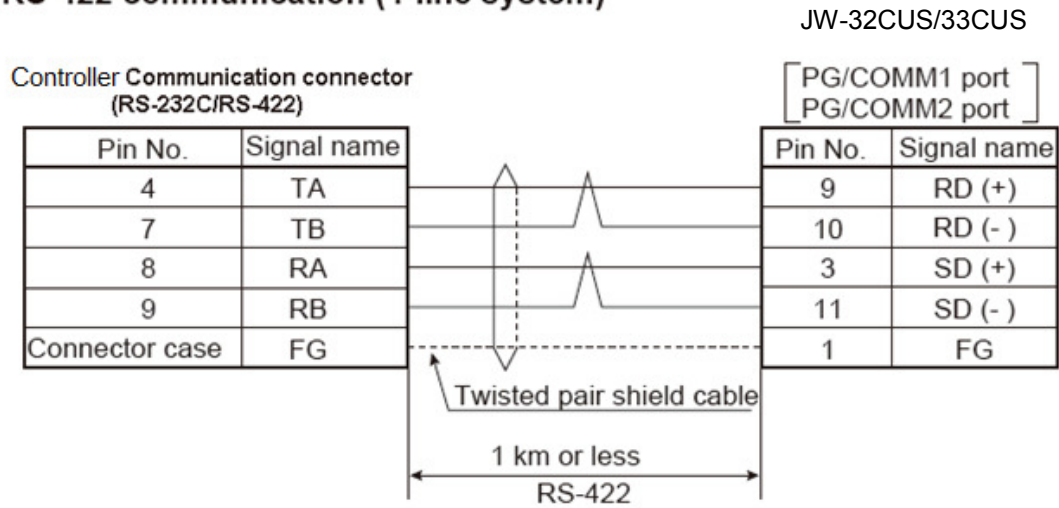 JW-32CUS/33CUS
Controller Communication connector
(RS-232C/RS-422)
PG/COMM1 port
PG/COMM2 port
Pin No. Signal name
Pin No. Signal name
4 TA
9 RD (+)
7 TB
10 RD (- )
8 RA
3 SD (+)
9 RB
11 SD (- )
Connector case FG
1 FG
Twisted pair shield cable
1 km or less
RS-422